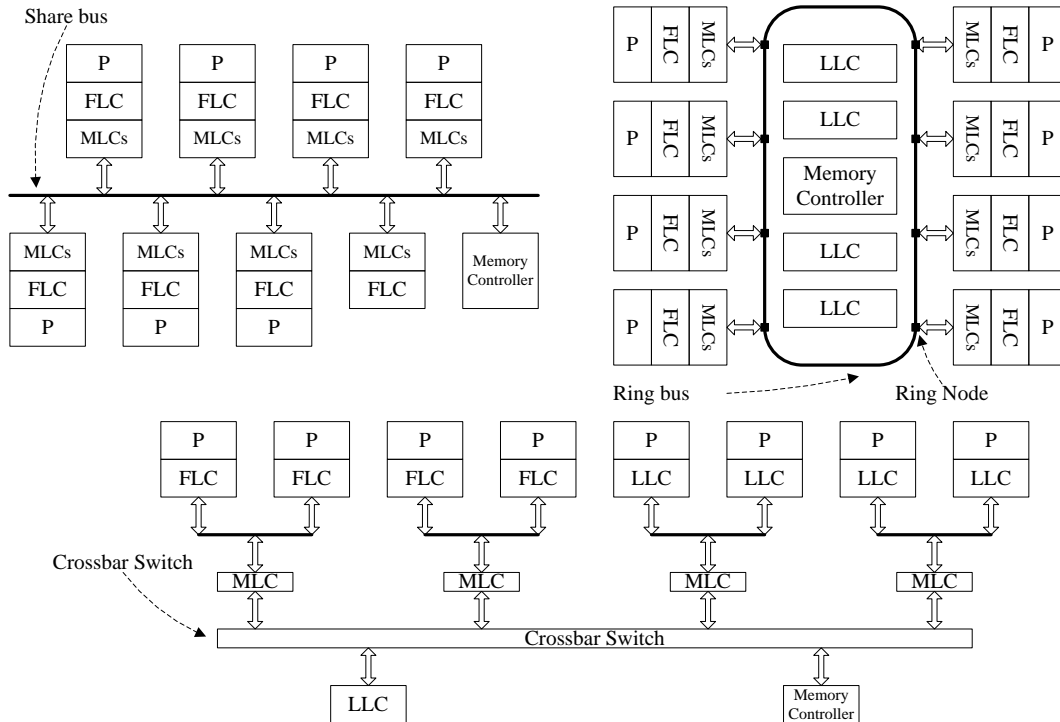 Share bus
P
P
P
P
FLC
FLC
FLC
FLC
MLCs
MLCs
MLCs
MLCs
MLCs
MLCs
MLCs
MLCs
Memory
Controller
FLC
FLC
FLC
FLC
P
P
P
P
FLC
MLCs
LLC
MLCs
FLC
P
P
FLC
MLCs
LLC
MLCs
FLC
P
Memory
Controller
P
FLC
MLCs
LLC
MLCs
FLC
P
P
FLC
MLCs
LLC
MLCs
FLC
P
Ring bus
Ring Node
P
P
P
P
P
P
P
P
FLC
FLC
FLC
FLC
LLC
LLC
LLC
LLC
Crossbar Switch
MLC
MLC
MLC
MLC
Crossbar Switch
LLC
Memory
Controller